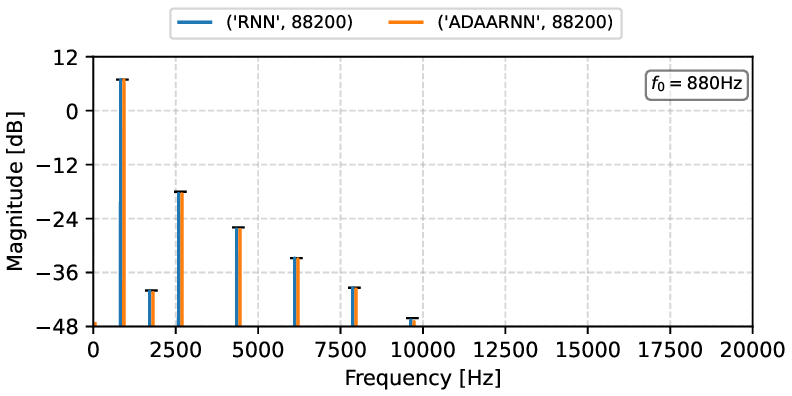 ('RNN', 88200) ('ADAARNN', 88200)
12
0
−12
−24
−36
−48
Magnitude [dB]
f₀ = 880Hz
0 2500 5000 7500 10000 12500 15000 17500 20000
Frequency [Hz]